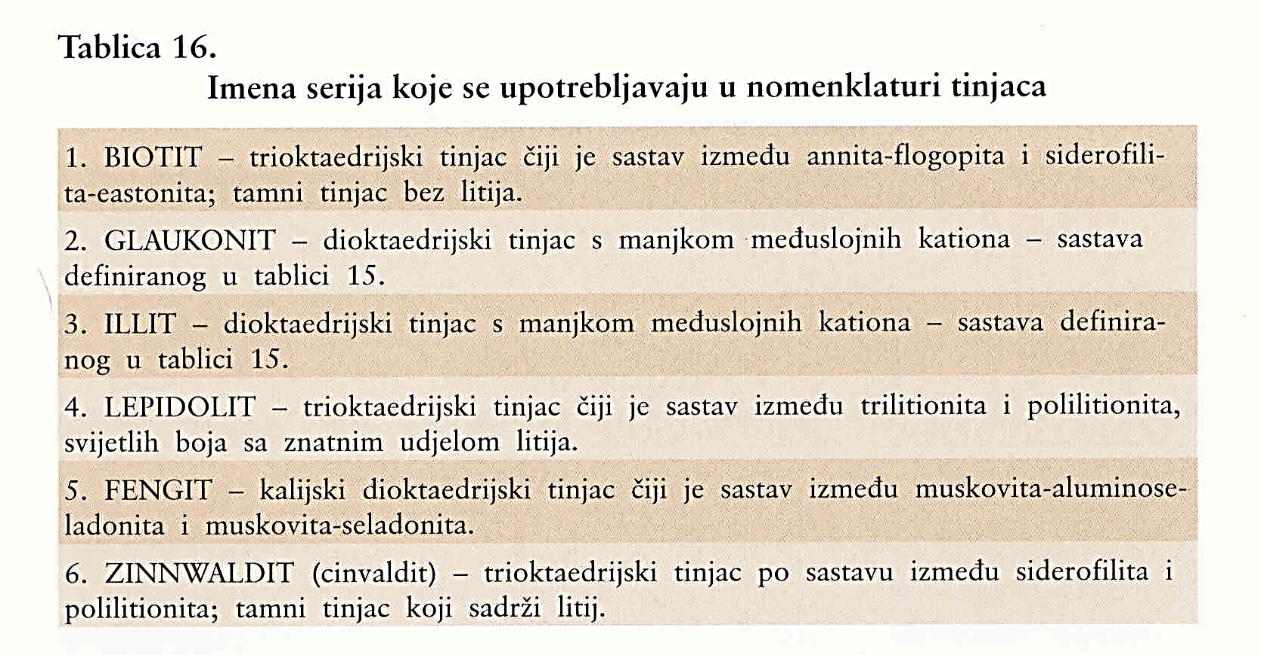 Tablica 16.
Imena serija koje se upotrebljavaju u nomenklaturi tinjaca
1. BIOTIT – trioktaedrijski tinjac čiji je sastav između annita-flogopita i siderofili-
ta-eastonita; tamni tinjac bez litija.
2. GLAUKONIT – dioktaedrijski tinjac s manjkom međuslojnih kationa – sastava
definiranog u tablici 15.
3. ILLIT – dioktaedrijski tinjac s manjkom međuslojnih kationa – sastava definira-
nog u tablici 15.
4. LEPIDOLIT – trioktaedrijski tinjac čiji je sastav između trilitionita i polilitionita,
svijetlih boja sa znatnim udjelom litija.
5. FENGIT – kalijski dioktaedrijski tinjac čiji je sastav između muskovita-aluminose-
ladonita i muskovita-seladonita.
6. ZINNWALDIT (cinvaldit) – trioktaedrijski tinjac po sastavu između siderofilita i
polilitionita; tamni tinjac koji sadrži litij.